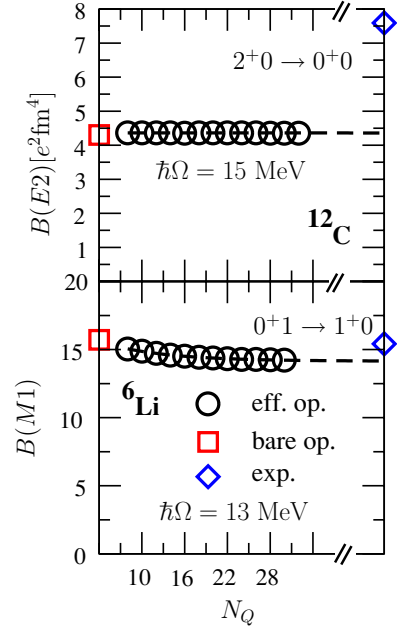 8
7
2⁺0 → 0⁺0
6
5
B(E2)[e²fm⁴]
4
3
ħΩ = 15 MeV
2
¹²C
1
20
0⁺1 → 1⁺0
15
B(M1)
⁶Li
eff. op.
10
bare op.
5
exp.
ħΩ = 13 MeV
0
10 16 22 28
N_Q